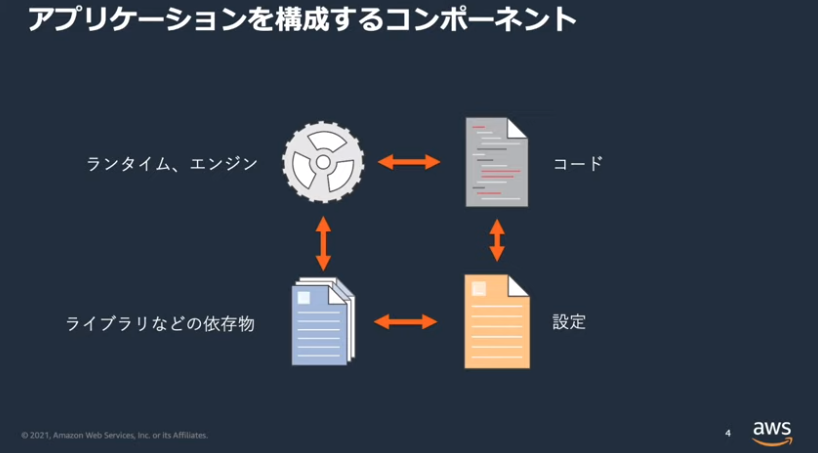 アプリケーションを構成するコンポーネント
ランタイム、エンジン
コード
ライブラリなどの依存物
設定
© 2021, Amazon Web Services, Inc. or its Affiliates.
4
aws